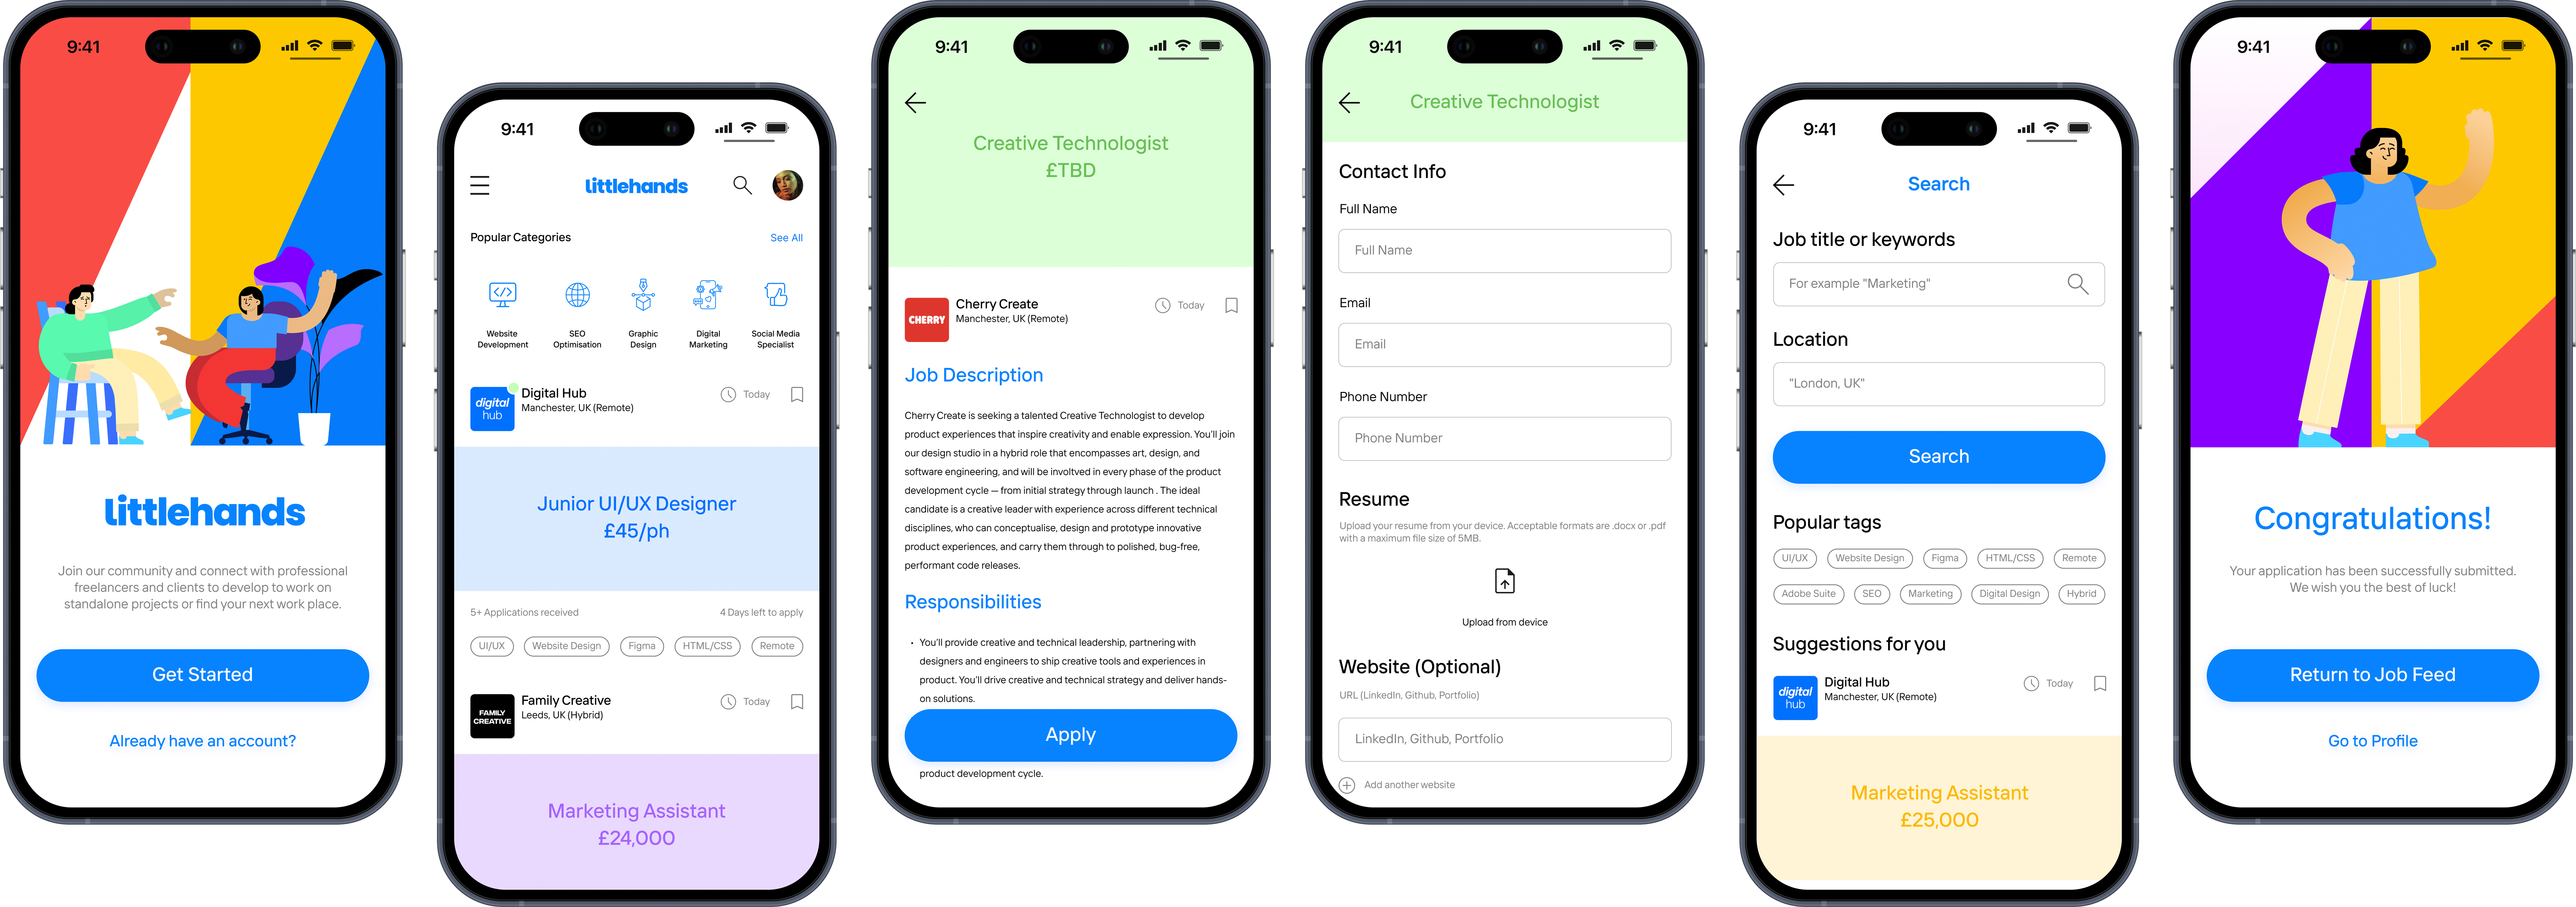 9:41
littlehands
Join our community and connect with professional
freelancers and clients to develop to work on
standalone projects or find your next work place.
Get Started
Already have an account?
9:41
littlehands
Popular Categories
See All
Website
Development
SEO
Optimisation
Graphic
Design
Digital
Marketing
Social Media
Specialist
digital
hub
Digital Hub
Manchester, UK (Remote)
Today
Junior UI/UX Designer
£45/ph
5+ Applications received
4 Days left to apply
UI/UX
Website Design
Figma
HTML/CSS
Remote
FAMILY
CREATIVE
Family Creative
Leeds, UK (Hybrid)
Today
Marketing Assistant
£24,000
9:41
Creative Technologist
£TBD
CHERRY
Cherry Create
Manchester, UK (Remote)
Today
Job Description
Cherry Create is seeking a talented Creative Technologist to develop
product experiences that inspire creativity and enable expression. You'll join
our design studio in a hybrid role that encompasses art, design, and
software engineering, and will be involtved in every phase of the product
development cycle — from initial strategy through launch . The ideal
candidate is a creative leader with experience across different technical
disciplines, who can conceptualise, design and prototype innovative
product experiences, and carry them through to polished, bug-free,
performant code releases.
Responsibilities
• You'll provide creative and technical leadership, partnering with
designers and engineers to ship creative tools and experiences in
product. You'll drive creative and technical strategy and deliver hands-
on solutions.
Apply
product development cycle.
9:41
Creative Technologist
Contact Info
Full Name
Full Name
Email
Email
Phone Number
Phone Number
Resume
Upload your resume from your device. Acceptable formats are .docx or .pdf
with a maximum file size of 5MB.
Upload from device
Website (Optional)
URL (LinkedIn, Github, Portfolio)
LinkedIn, Github, Portfolio
Add another website
9:41
Search
Job title or keywords
For example "Marketing"
Location
"London, UK"
Search
Popular tags
UI/UX
Website Design
Figma
HTML/CSS
Remote
Adobe Suite
SEO
Marketing
Digital Design
Hybrid
Suggestions for you
digital
hub
Digital Hub
Manchester, UK (Remote)
Today
Marketing Assistant
£25,000
9:41
Congratulations!
Your application has been successfully submitted.
We wish you the best of luck!
Return to Job Feed
Go to Profile